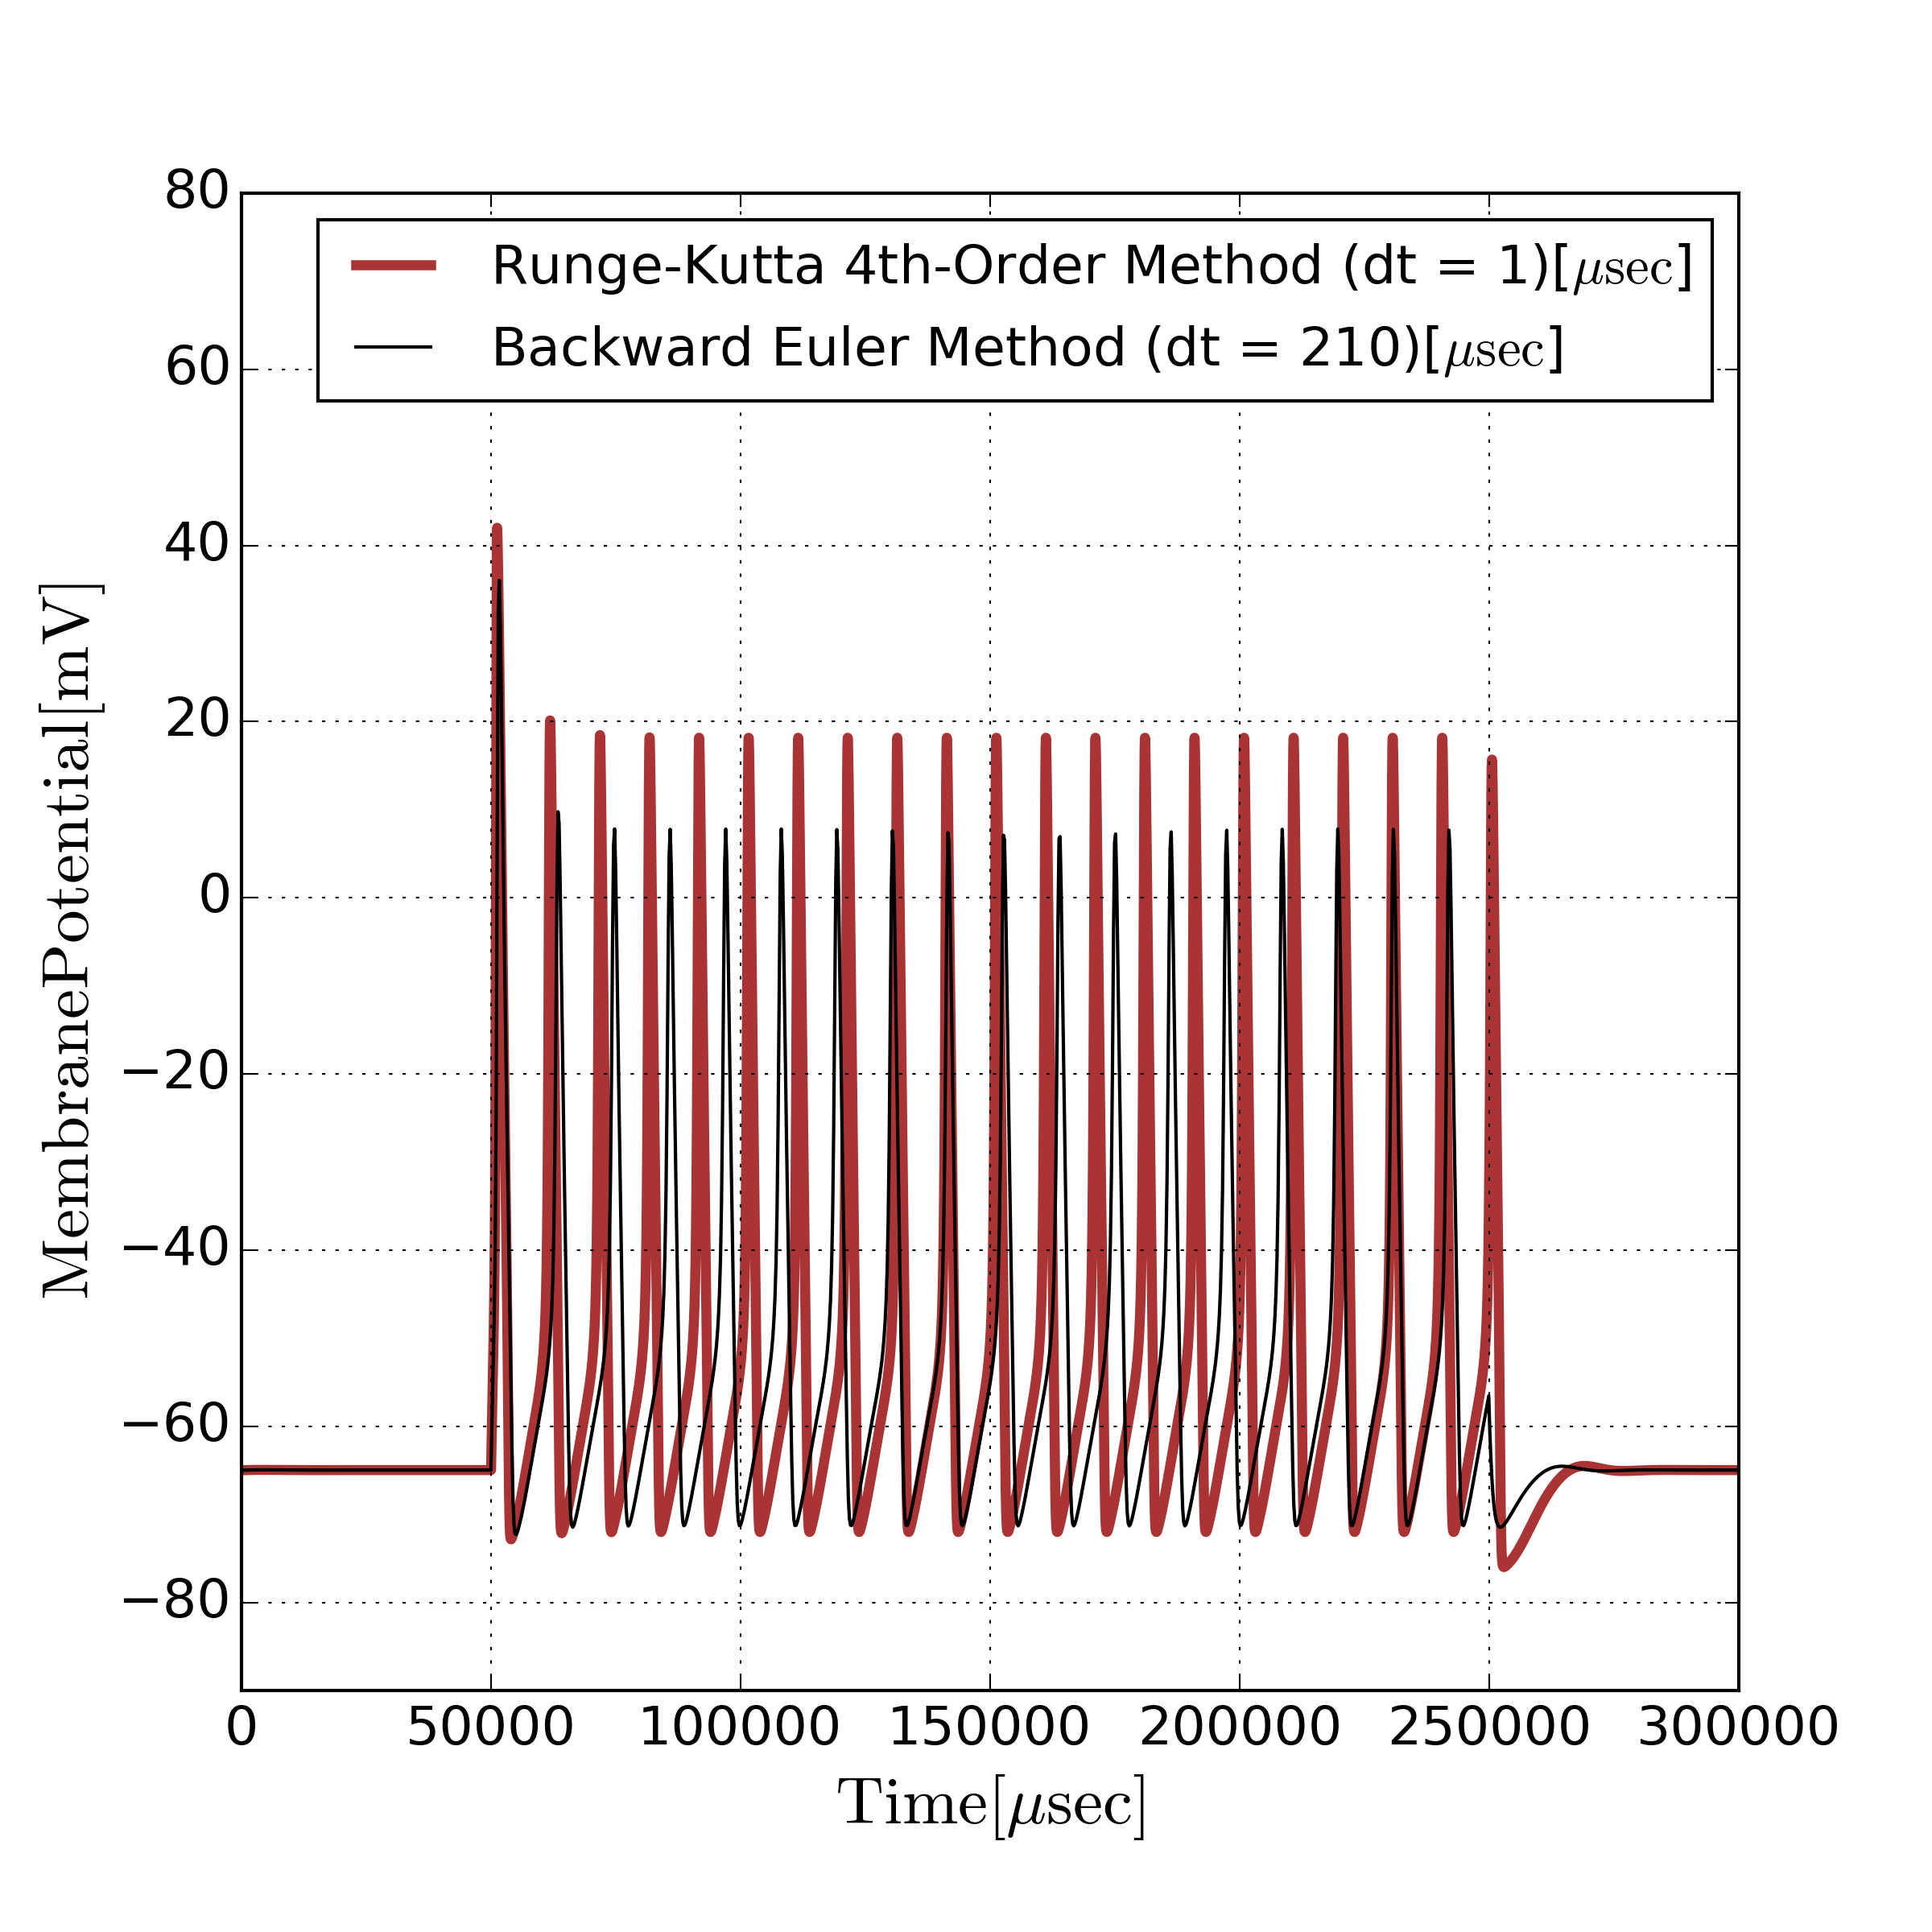 80
Runge-Kutta 4th-Order Method (dt = 1)[μsec]
Backward Euler Method (dt = 210)[μsec]
60
40
20
0
−20
−40
−60
−80
MembranePotential[mV]
0 50000 100000 150000 200000 250000 300000
Time[μsec]